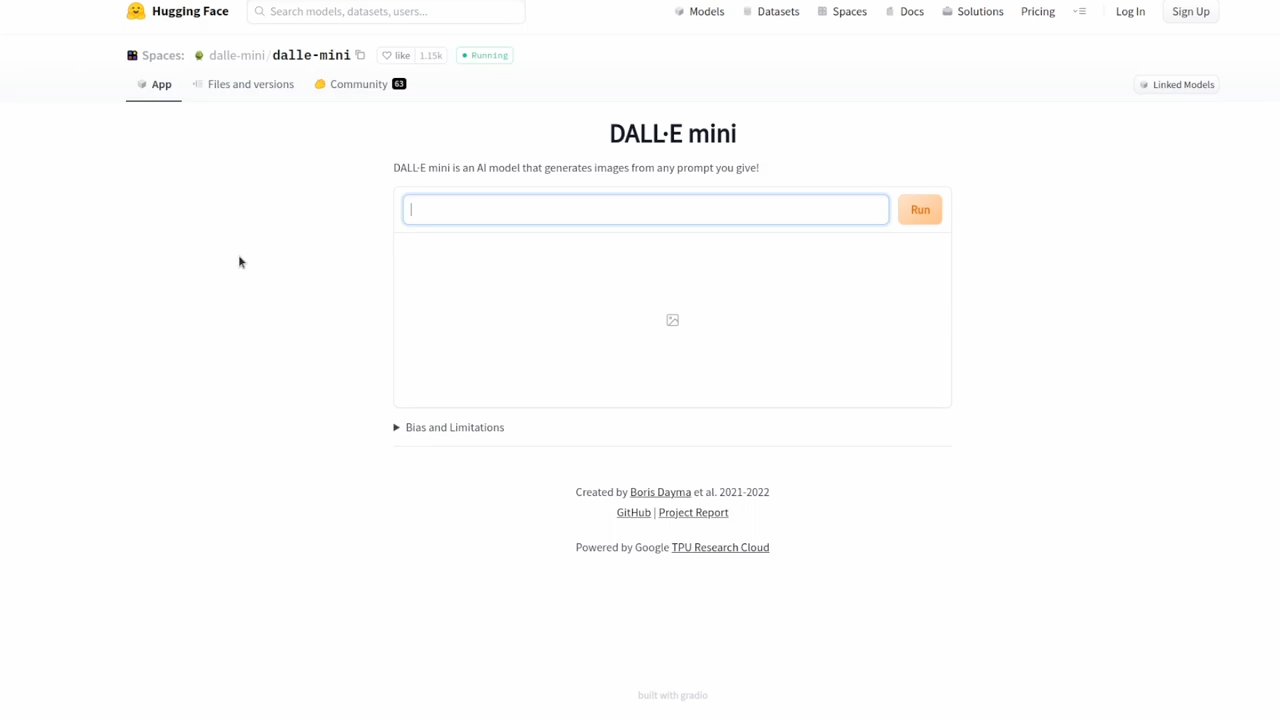 Hugging Face Search models, datasets, users... Models Datasets Spaces Docs Solutions Pricing Log In Sign Up
Spaces: dalle-mini/dalle-mini like 1.15k Running
App Files and versions Community 63 Linked Models
DALL·E mini
DALL·E mini is an AI model that generates images from any prompt you give!
Run
Bias and Limitations
Created by Boris Dayma et al. 2021-2022
GitHub | Project Report
Powered by Google TPU Research Cloud
built with gradio